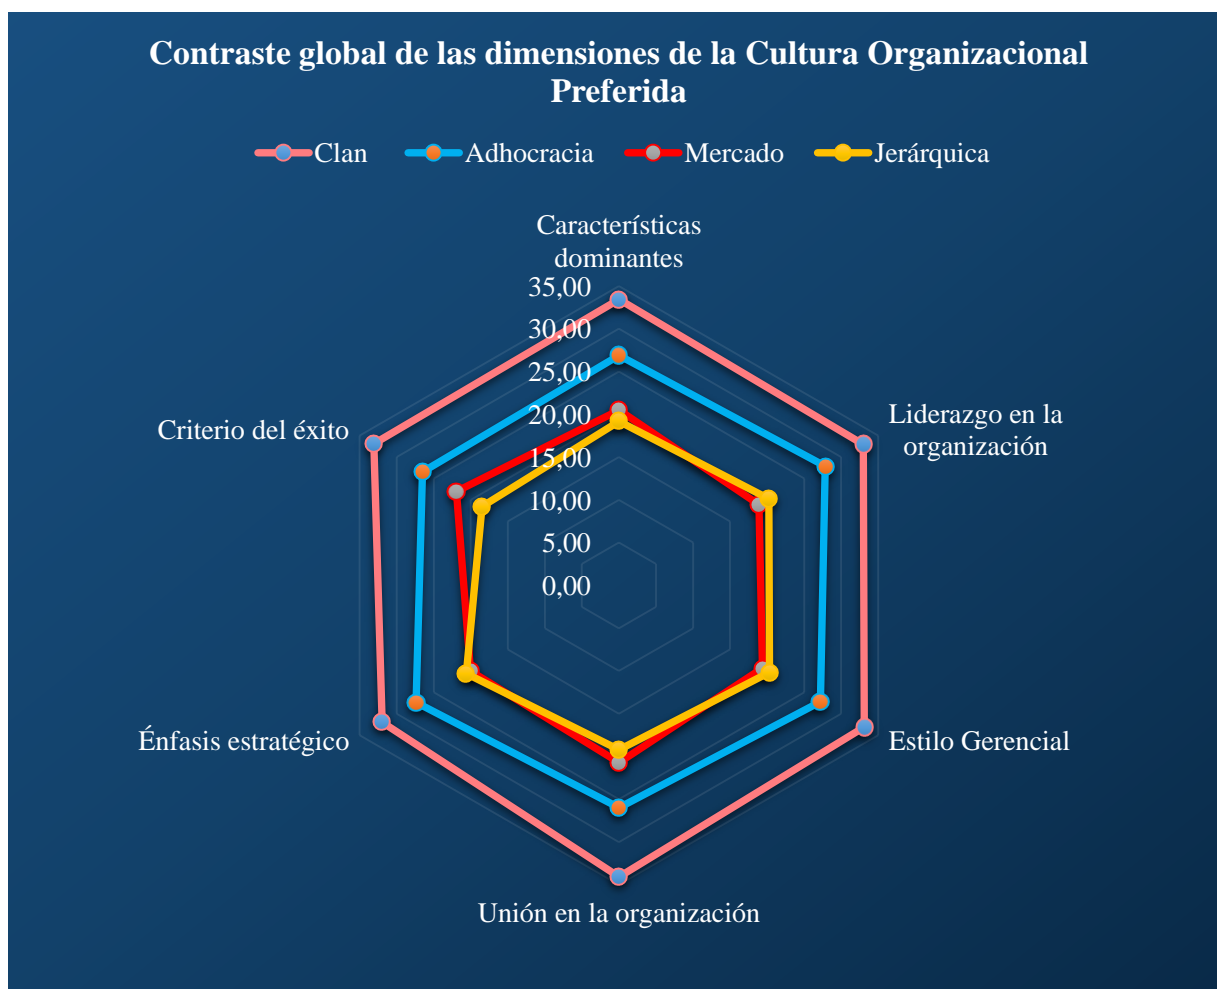 Contraste global de las dimensiones de la Cultura Organizacional
Preferida
Clan
Adhocracia
Mercado
Jerárquica
Características
dominantes
35,00
30,00
25,00
20,00
15,00
10,00
5,00
0,00
Criterio del éxito
Liderazgo en la
organización
Énfasis estratégico
Estilo Gerencial
Unión en la organización